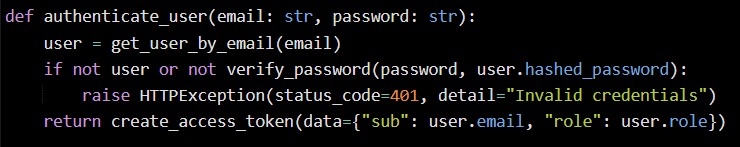 def authenticate_user(email: str, password: str):
    user = get_user_by_email(email)
    if not user or not verify_password(password, user.hashed_password):
        raise HTTPException(status_code=401, detail="Invalid credentials")
    return create_access_token(data={"sub": user.email, "role": user.role})